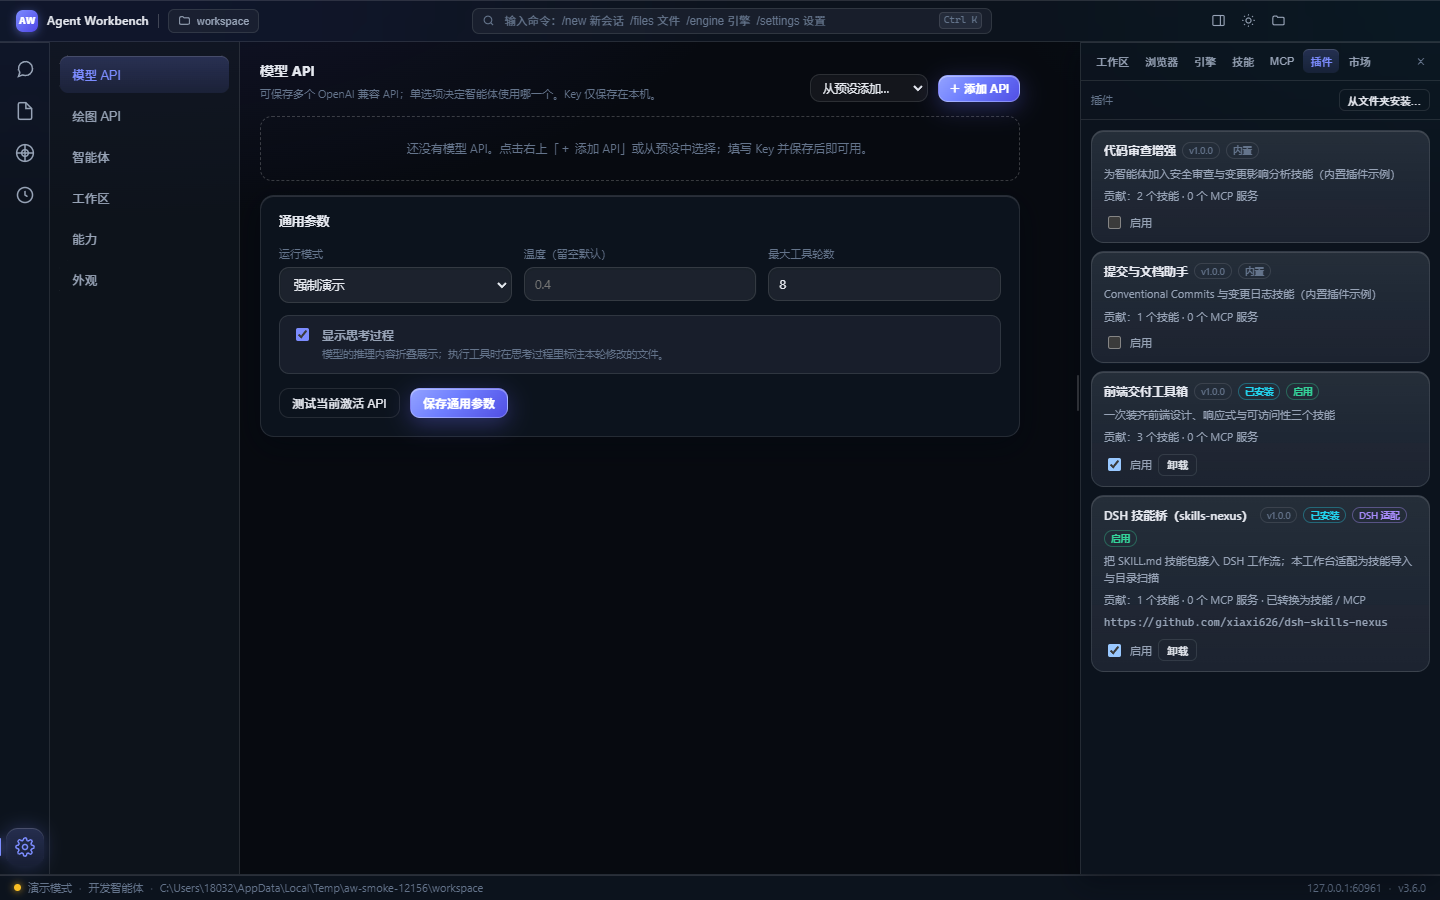 AW Agent Workbench workspace
输入命令：/new 新会话 /files 文件 /engine 引擎 /settings 设置 Ctrl K
模型 API
绘图 API
智能体
工作区
能力
外观
模型 API
可保存多个 OpenAI 兼容 API；单选项决定智能体使用哪一个。Key 仅保存在本机。
从预设添加...
+ 添加 API
还没有模型 API。点击右上「 + 添加 API」或从预设中选择；填写 Key 并保存后即可用。
通用参数
运行模式 温度（留空默认） 最大工具轮数
强制演示 0.4 8
显示思考过程
模型的推理内容折叠展示；执行工具时在思考过程里标注本轮修改的文件。
测试当前激活 API 保存通用参数
工作区 浏览器 引擎 技能 MCP 插件 市场 ×
插件 从文件夹安装...
代码审查增强 v1.0.0 内置
为智能体加入安全审查与变更影响分析技能（内置插件示例）
贡献：2 个技能 · 0 个 MCP 服务
启用
提交与文档助手 v1.0.0 内置
Conventional Commits 与变更日志技能（内置插件示例）
贡献：1 个技能 · 0 个 MCP 服务
启用
前端交付工具箱 v1.0.0 已安装 启用
一次装齐前端设计、响应式与可访问性三个技能
贡献：3 个技能 · 0 个 MCP 服务
启用 卸载
DSH 技能桥（skills-nexus） v1.0.0 已安装 DSH 适配
启用
把 SKILL.md 技能包接入 DSH 工作流；本工作台适配为技能导入
与目录扫描
贡献：1 个技能 · 0 个 MCP 服务 · 已转换为技能 / MCP
https://github.com/xiaxi626/dsh-skills-nexus
启用 卸载
演示模式 · 开发智能体 · C:\Users\18032\AppData\Local\Temp\aw-smoke-12156\workspace
127.0.0.1:60961 · v3.6.0